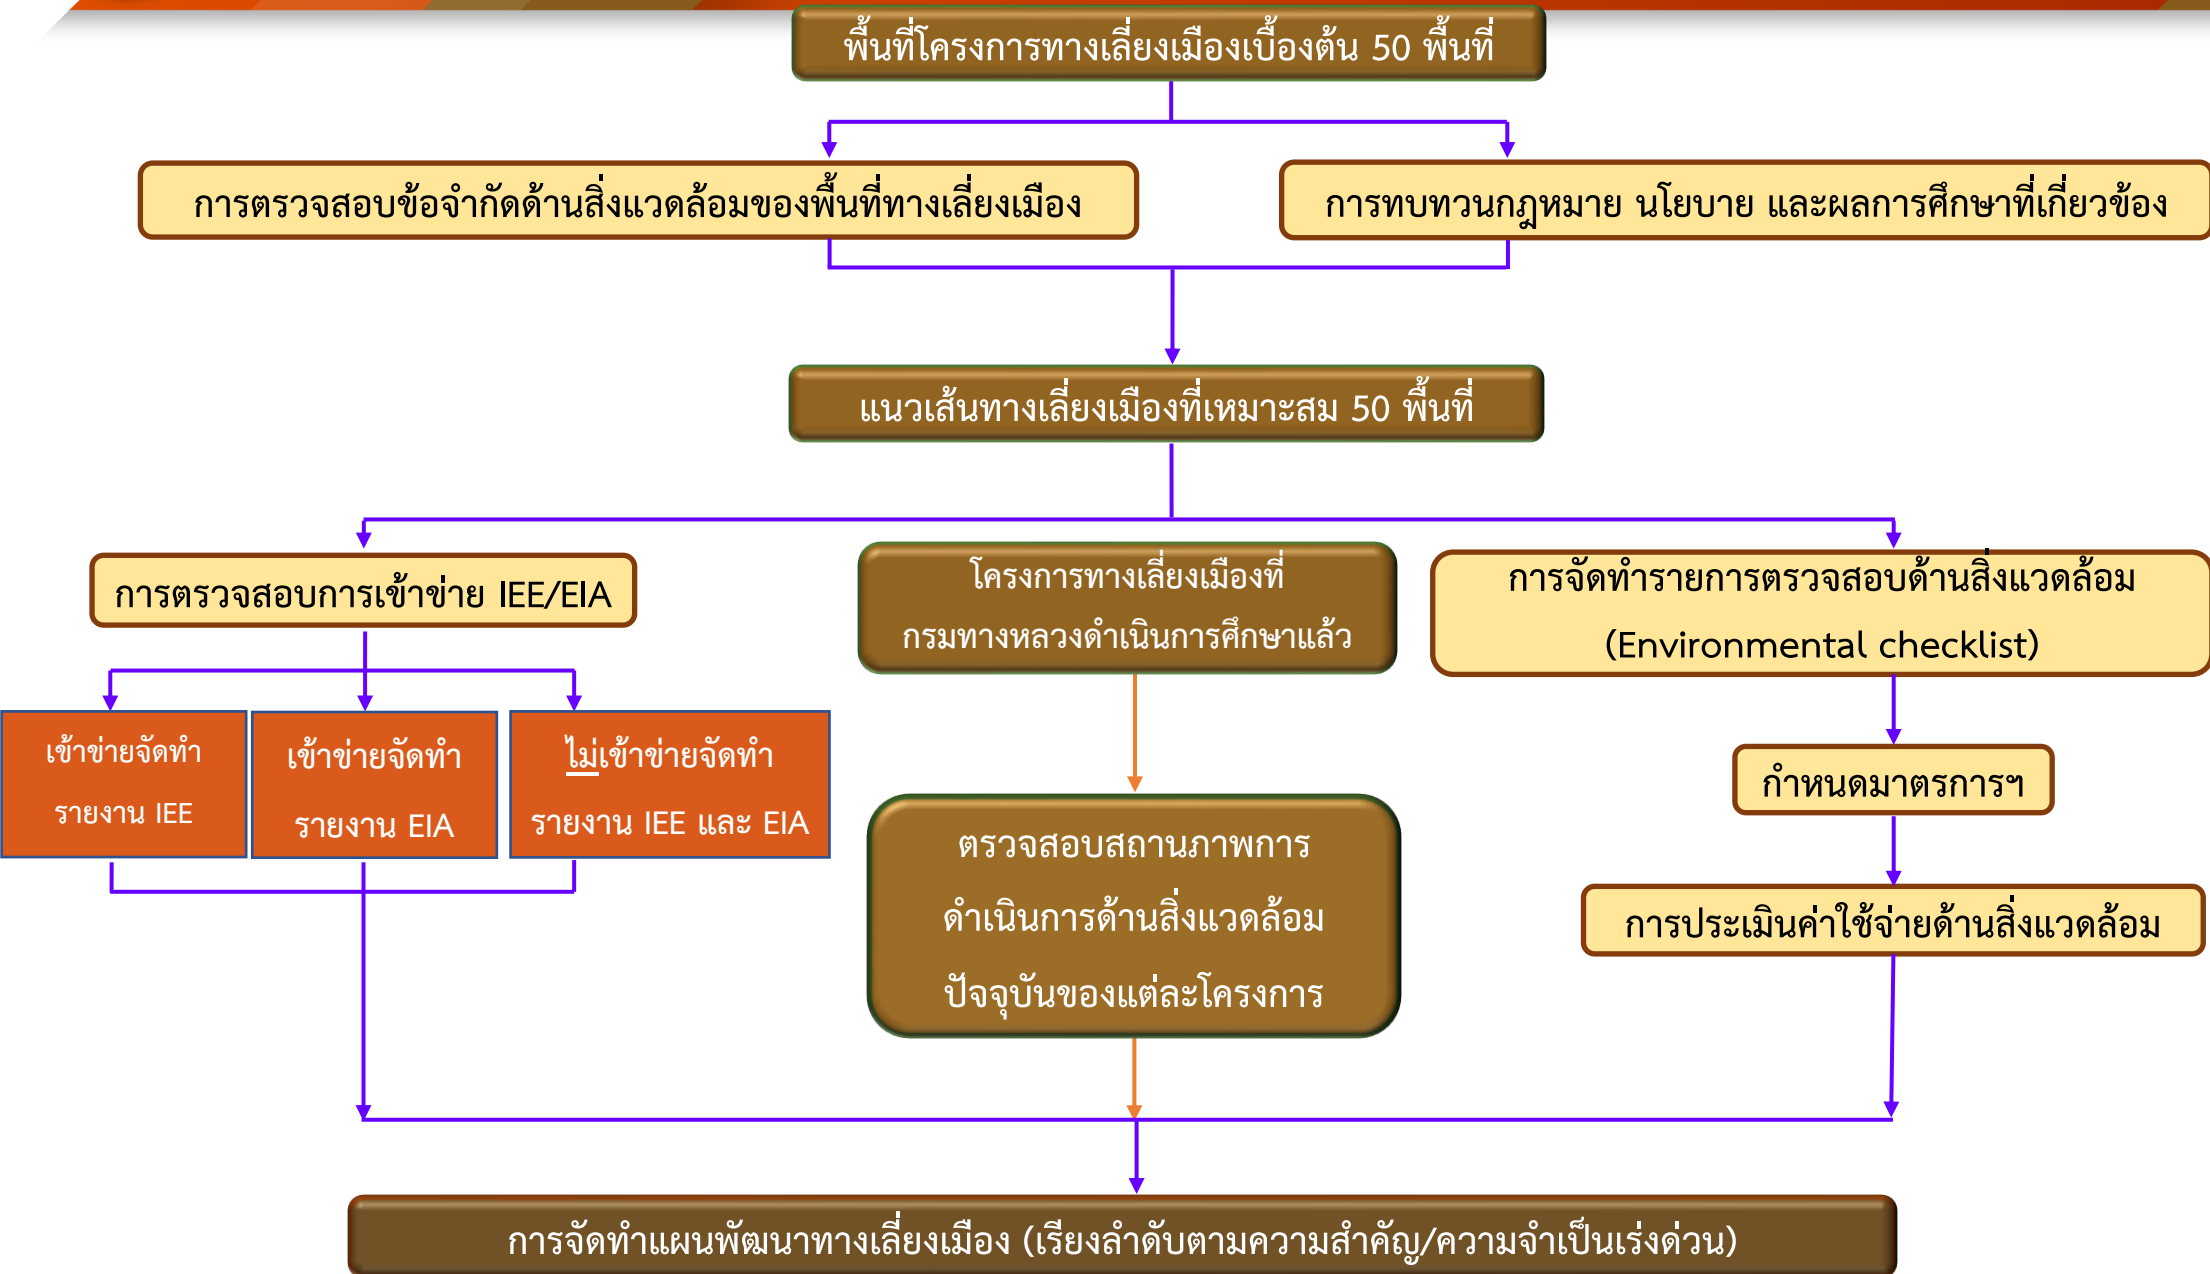 พื้นที่โครงการทางเลี่ยงเมืองเบื้องต้น 50 พื้นที่
การตรวจสอบข้อจำกัดด้านสิ่งแวดล้อมของพื้นที่ทางเลี่ยงเมือง
การทบทวนกฎหมาย นโยบาย และผลการศึกษาที่เกี่ยวข้อง
แนวเส้นทางเลี่ยงเมืองที่เหมาะสม 50 พื้นที่
การตรวจสอบการเข้าข่าย IEE/EIA
เข้าข่ายจัดทำ
รายงาน IEE
เข้าข่ายจัดทำ
รายงาน EIA
ไม่เข้าข่ายจัดทำ
รายงาน IEE และ EIA
โครงการทางเลี่ยงเมืองที่
กรมทางหลวงดำเนินการศึกษาแล้ว
ตรวจสอบสถานภาพการ
ดำเนินการด้านสิ่งแวดล้อม
ปัจจุบันของแต่ละโครงการ
การจัดทำรายการตรวจสอบด้านสิ่งแวดล้อม
(Environmental checklist)
กำหนดมาตรการฯ
การประเมินค่าใช้จ่ายด้านสิ่งแวดล้อม
การจัดทำแผนพัฒนาทางเลี่ยงเมือง (เรียงลำดับตามความสำคัญ/ความจำเป็นเร่งด่วน)